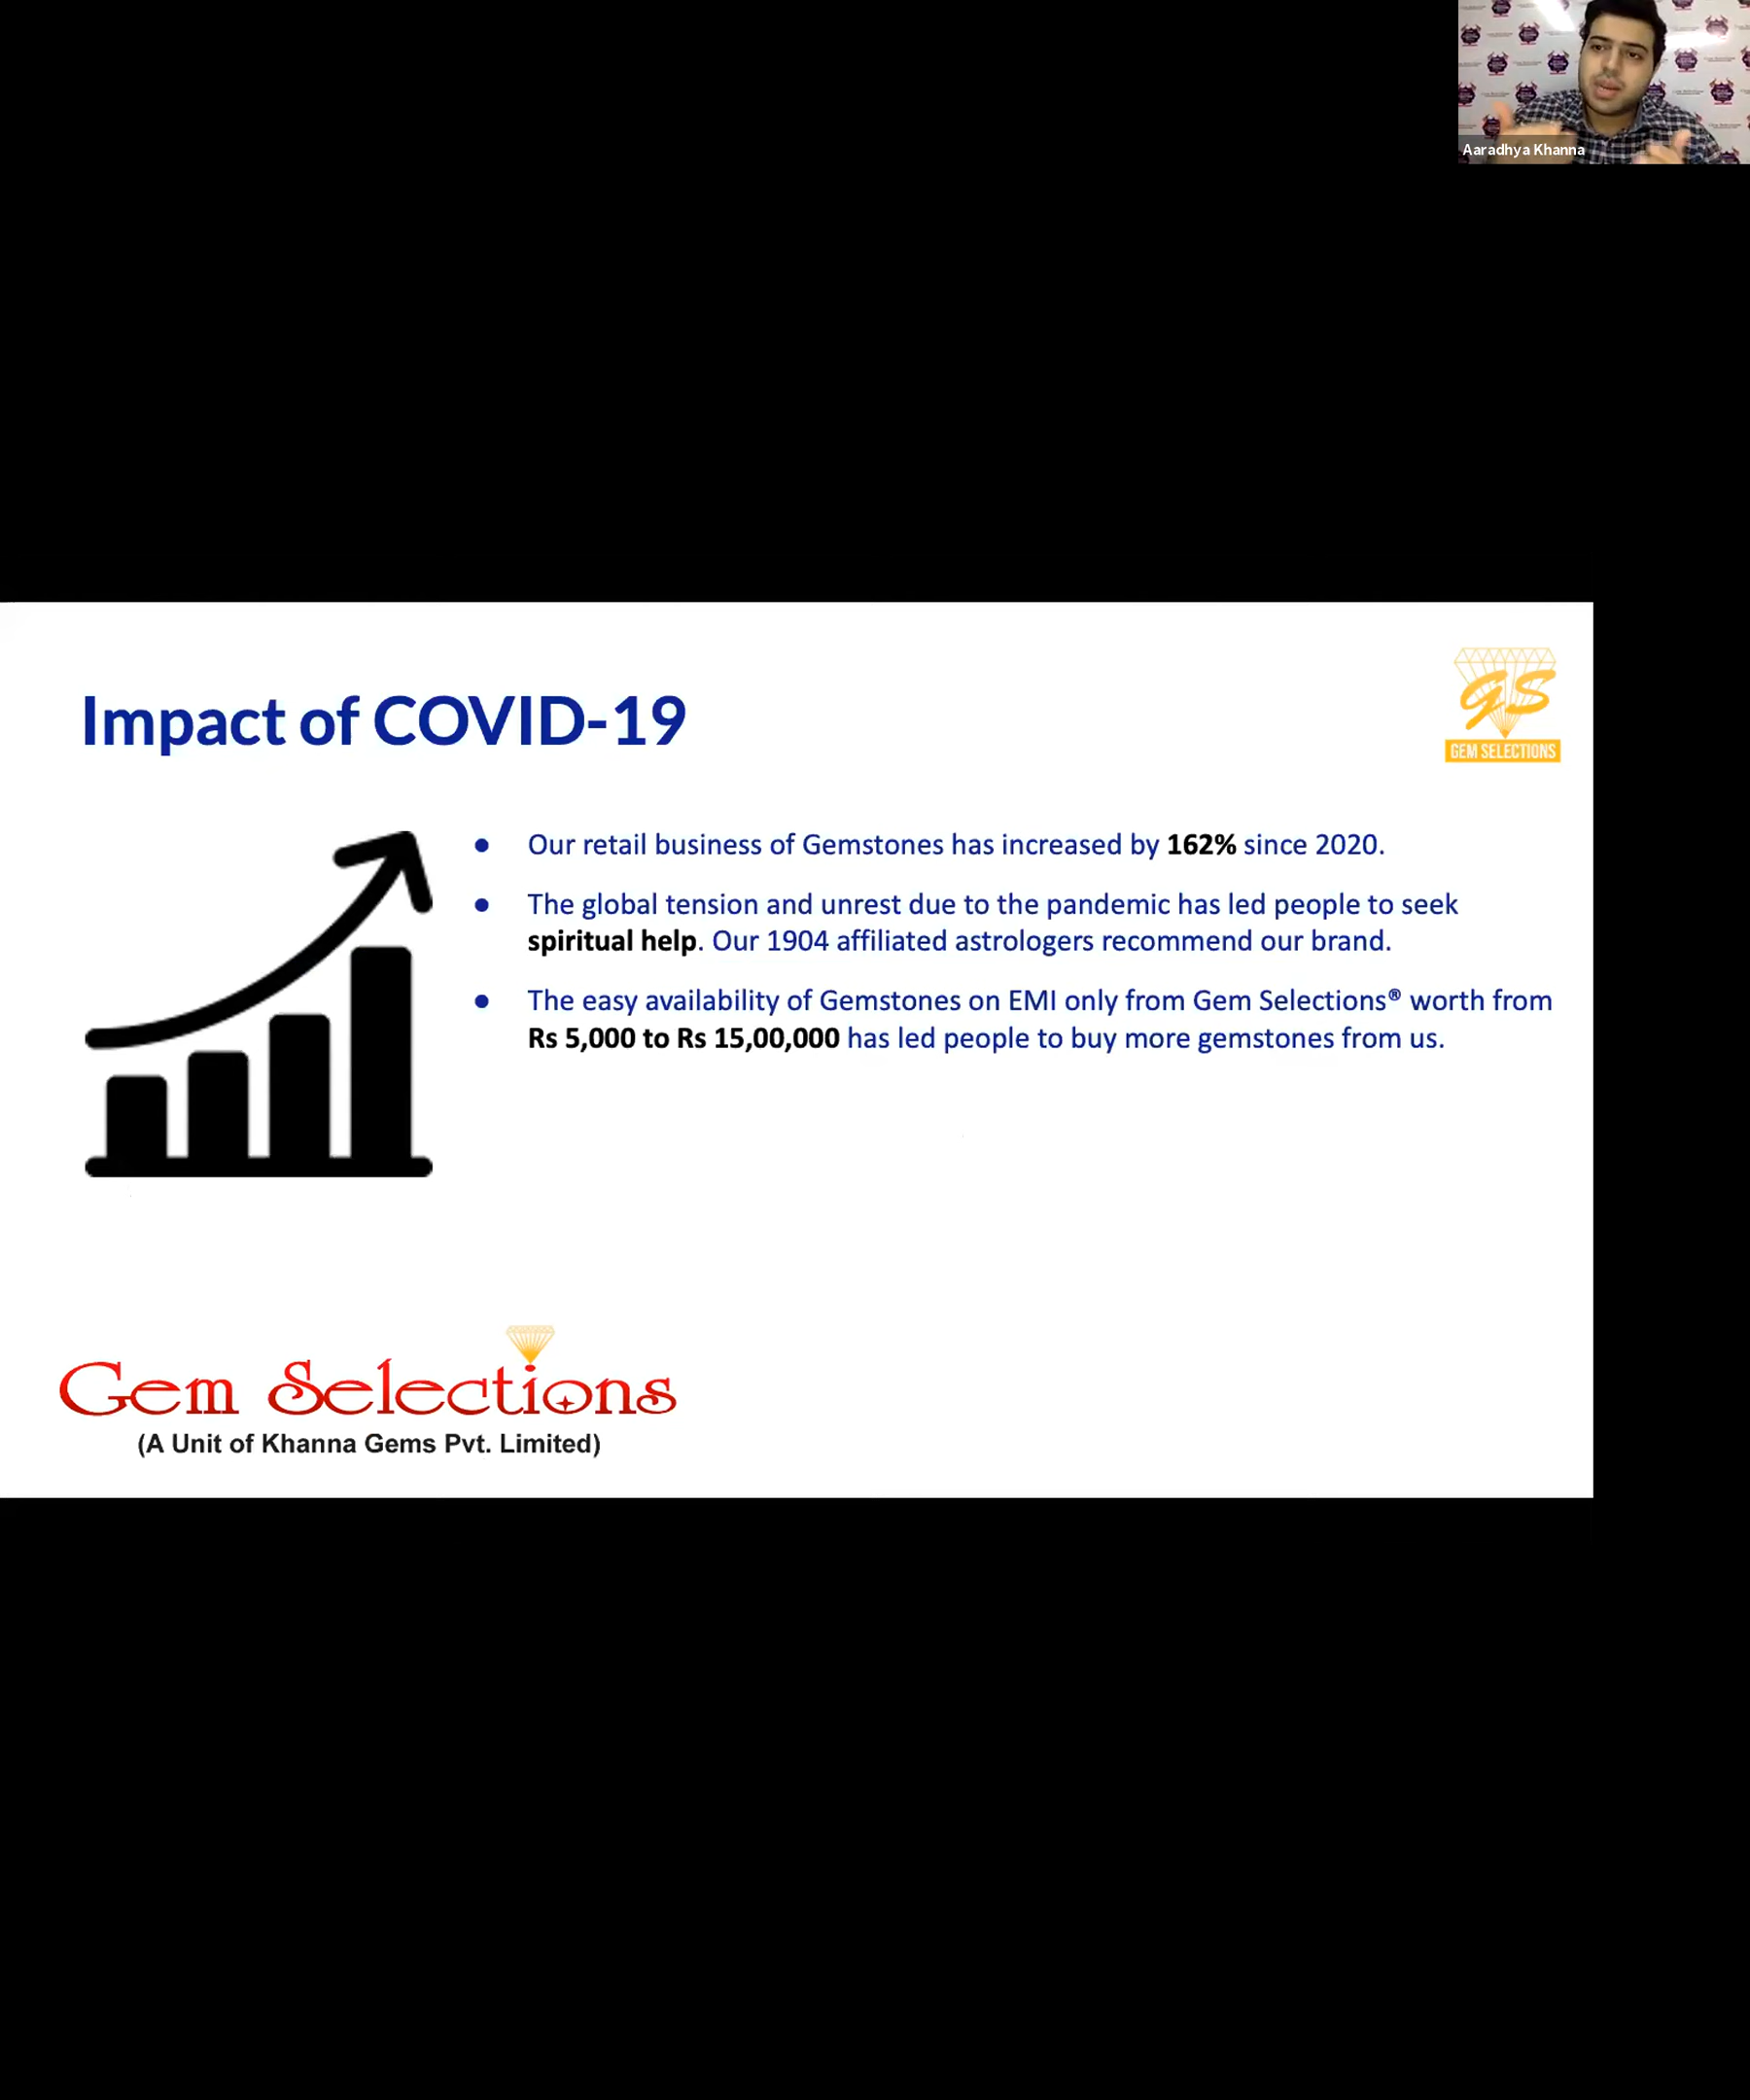 Aaradhya Khanna
Impact of COVID-19
GS
GEM SELECTIONS
● Our retail business of Gemstones has increased by 162% since 2020.
● The global tension and unrest due to the pandemic has led people to seek
spiritual help. Our 1904 affiliated astrologers recommend our brand.
● The easy availability of Gemstones on EMI only from Gem Selections® worth from
Rs 5,000 to Rs 15,00,000 has led people to buy more gemstones from us.
Gem Selections
(A Unit of Khanna Gems Pvt. Limited)